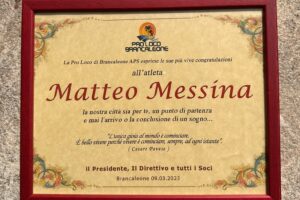 PRO LOCO
BRANCALEONE
La Pro Loco di Brancaleone APS esprime le sue più vive congratulazioni
all'atleta
Matteo Messina
la nostra città sia per te, un punto di partenza
e mai l'arrivo o la conclusione di un sogno...
"L'unica gioia al mondo è cominciare.
È bello vivere perché vivere è cominciare, sempre, ad ogni istante".
( Cesare Pavese )
Il Presidente, Il Direttivo e tutti i Soci
Brancaleone 09.03.2023